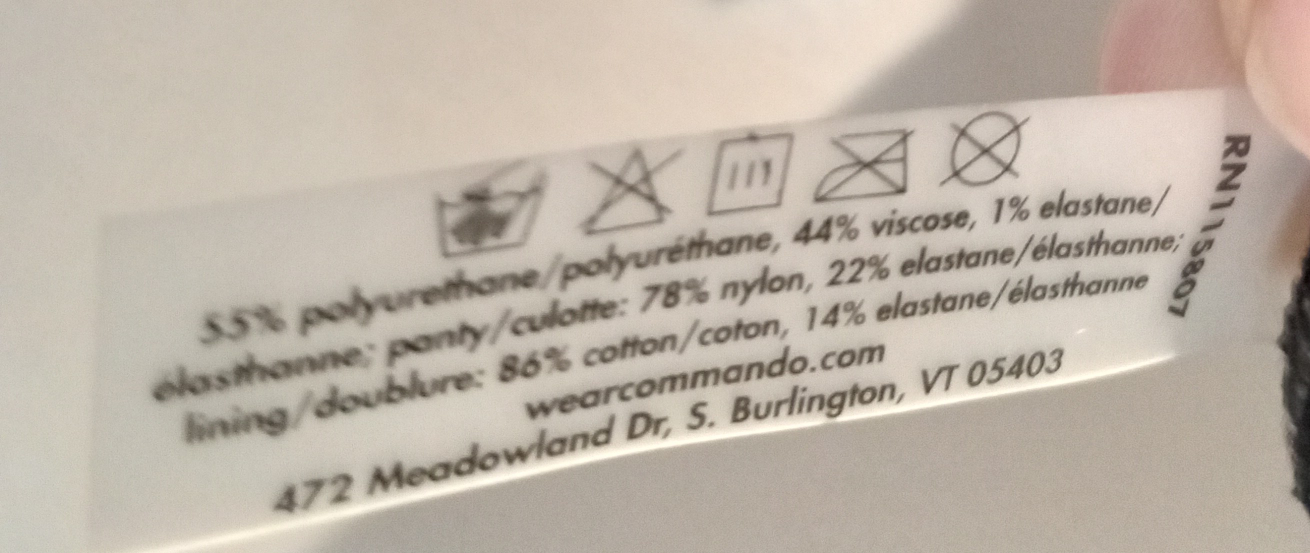 55% polyurethane/polyuréthane, 44% viscose, 1% elastane/
élasthanne; panty/culotte: 78% nylon, 22% elastane/élasthanne;
lining/doublure: 86% cotton/coton, 14% elastane/élasthanne
wearcommando.com
472 Meadowland Dr, S. Burlington, VT 05403
RN115807